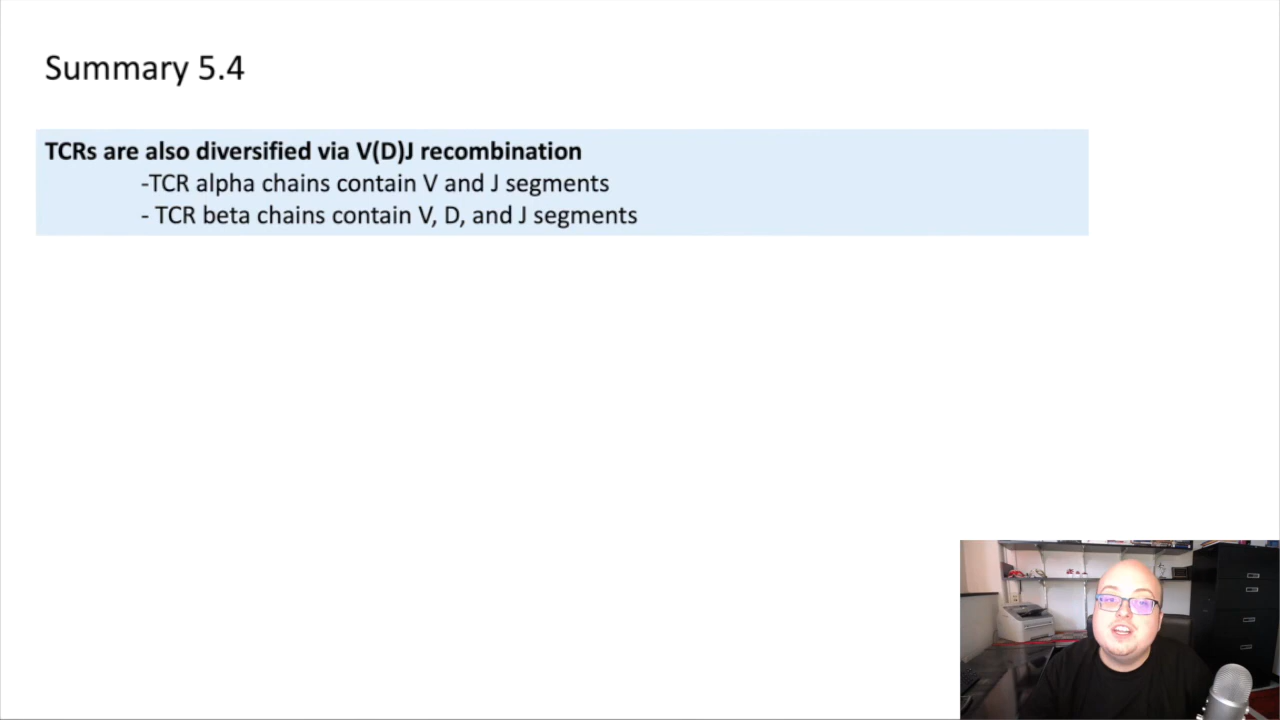 Summary 5.4
TCRs are also diversified via V(D)J recombination
-TCR alpha chains contain V and J segments
- TCR beta chains contain V, D, and J segments